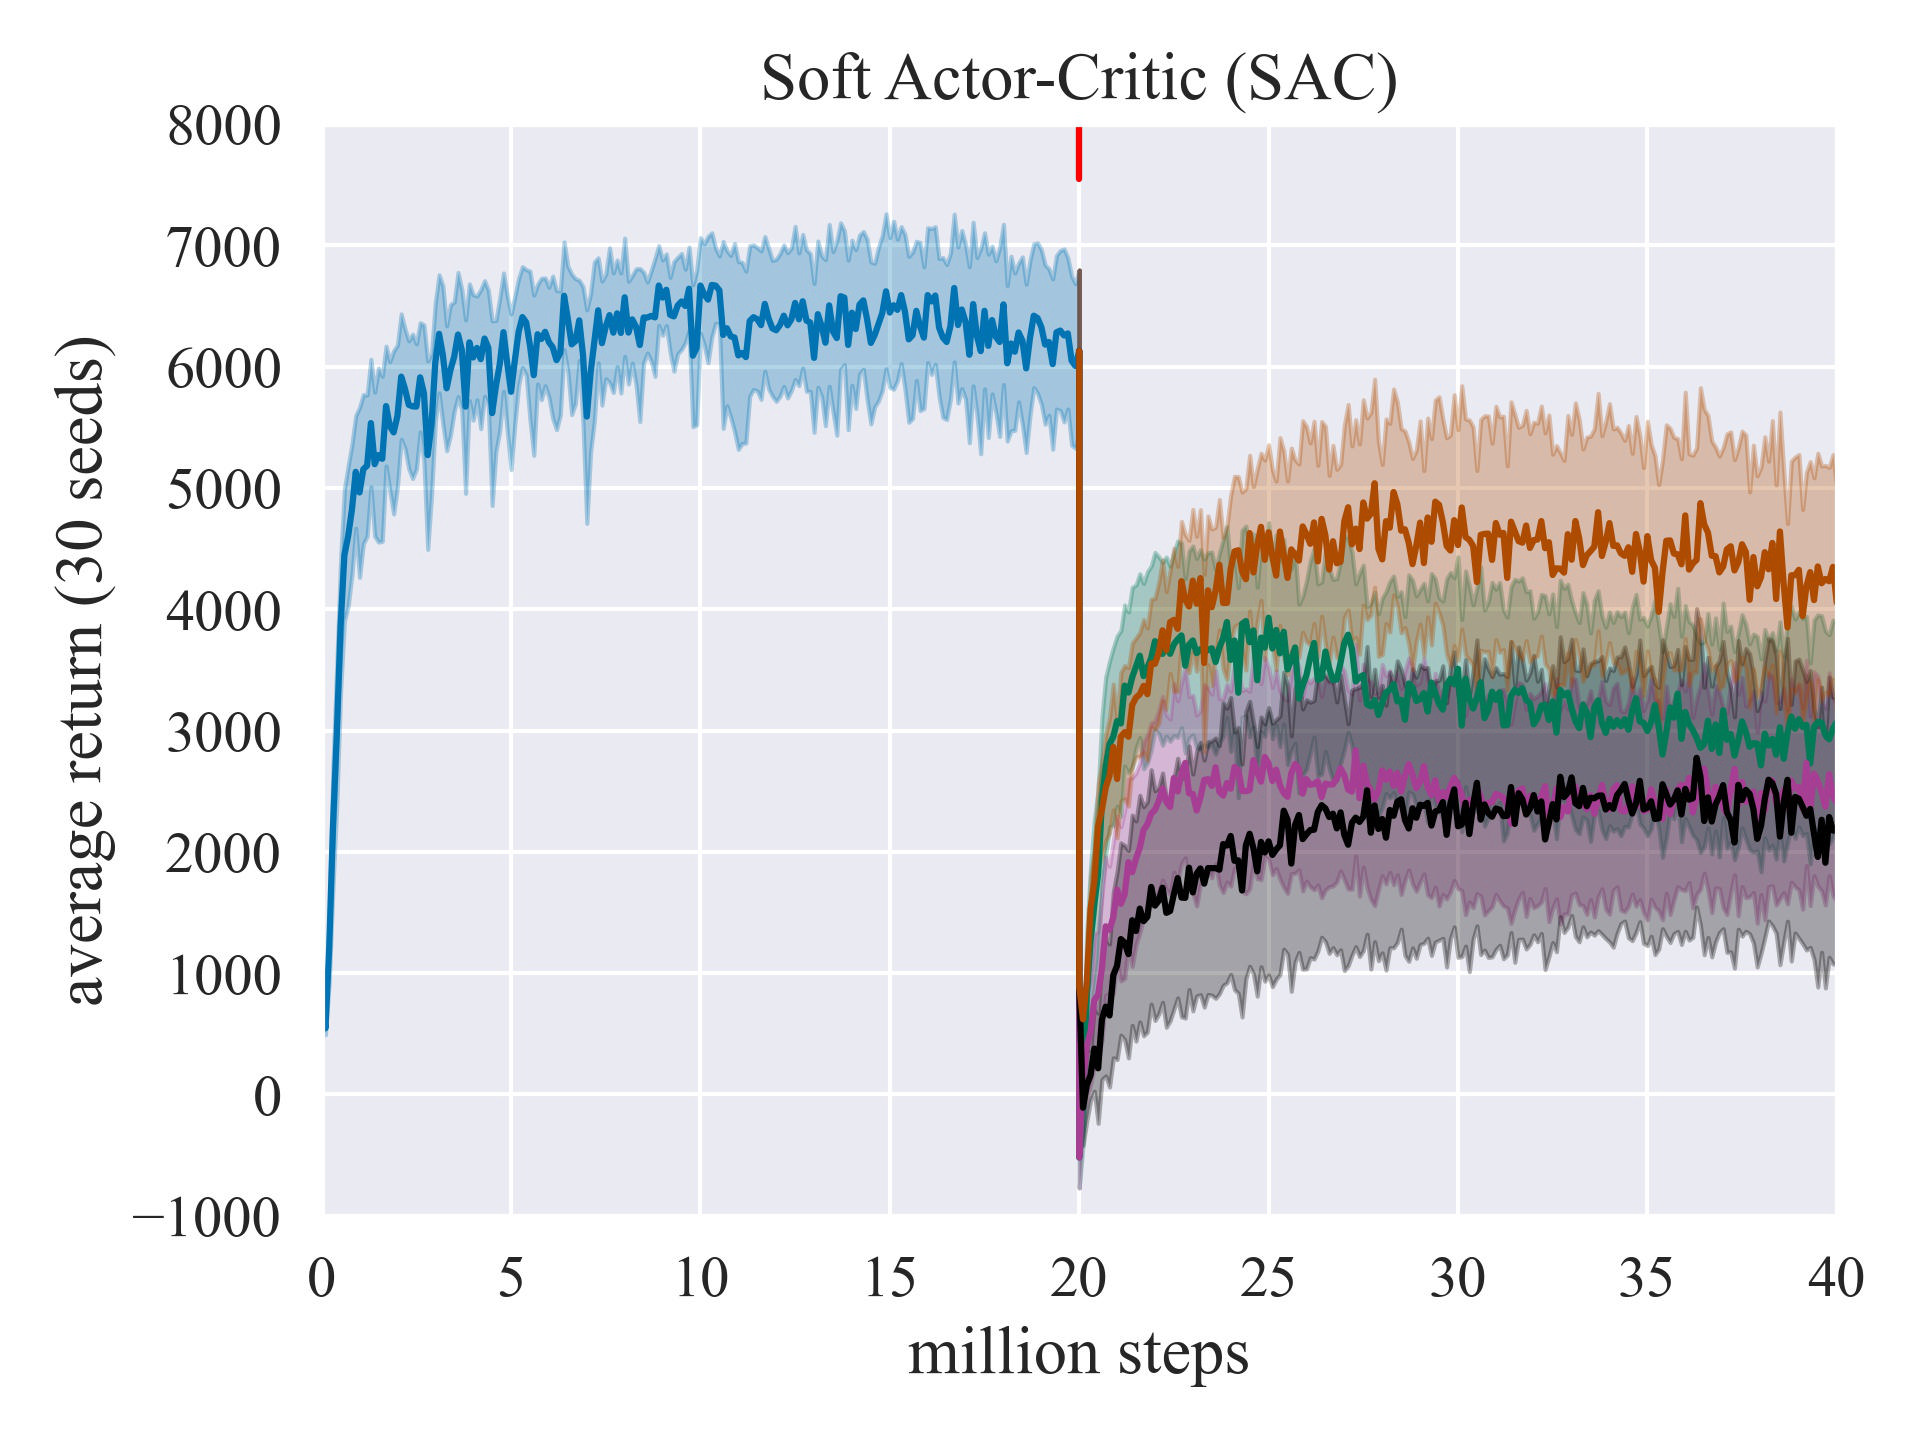 Soft Actor-Critic (SAC)
8000
7000
6000
5000
4000
3000
2000
1000
0
−1000
average return (30 seeds)
0 5 10 15 20 25 30 35 40
million steps